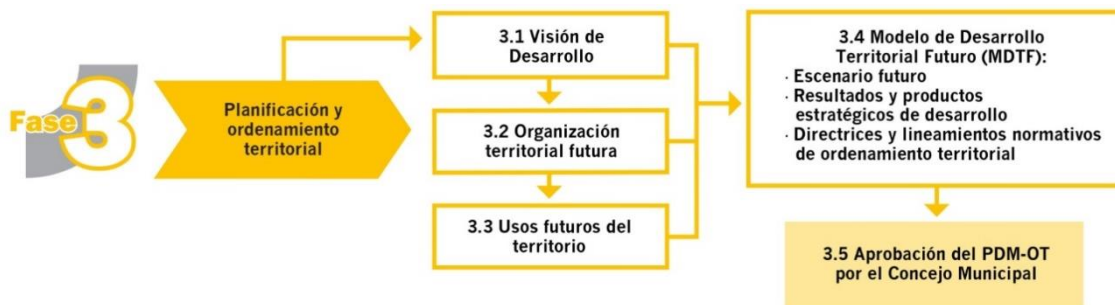 Fase 3
Planificación y
ordenamiento
territorial
3.1 Visión de
Desarrollo
3.2 Organización
territorial futura
3.3 Usos futuros del
territorio
3.4 Modelo de Desarrollo
Territorial Futuro (MDTF):
· Escenario futuro
· Resultados y productos
estratégicos de desarrollo
· Directrices y lineamientos normativos
de ordenamiento territorial
3.5 Aprobación del PDM-OT
por el Concejo Municipal